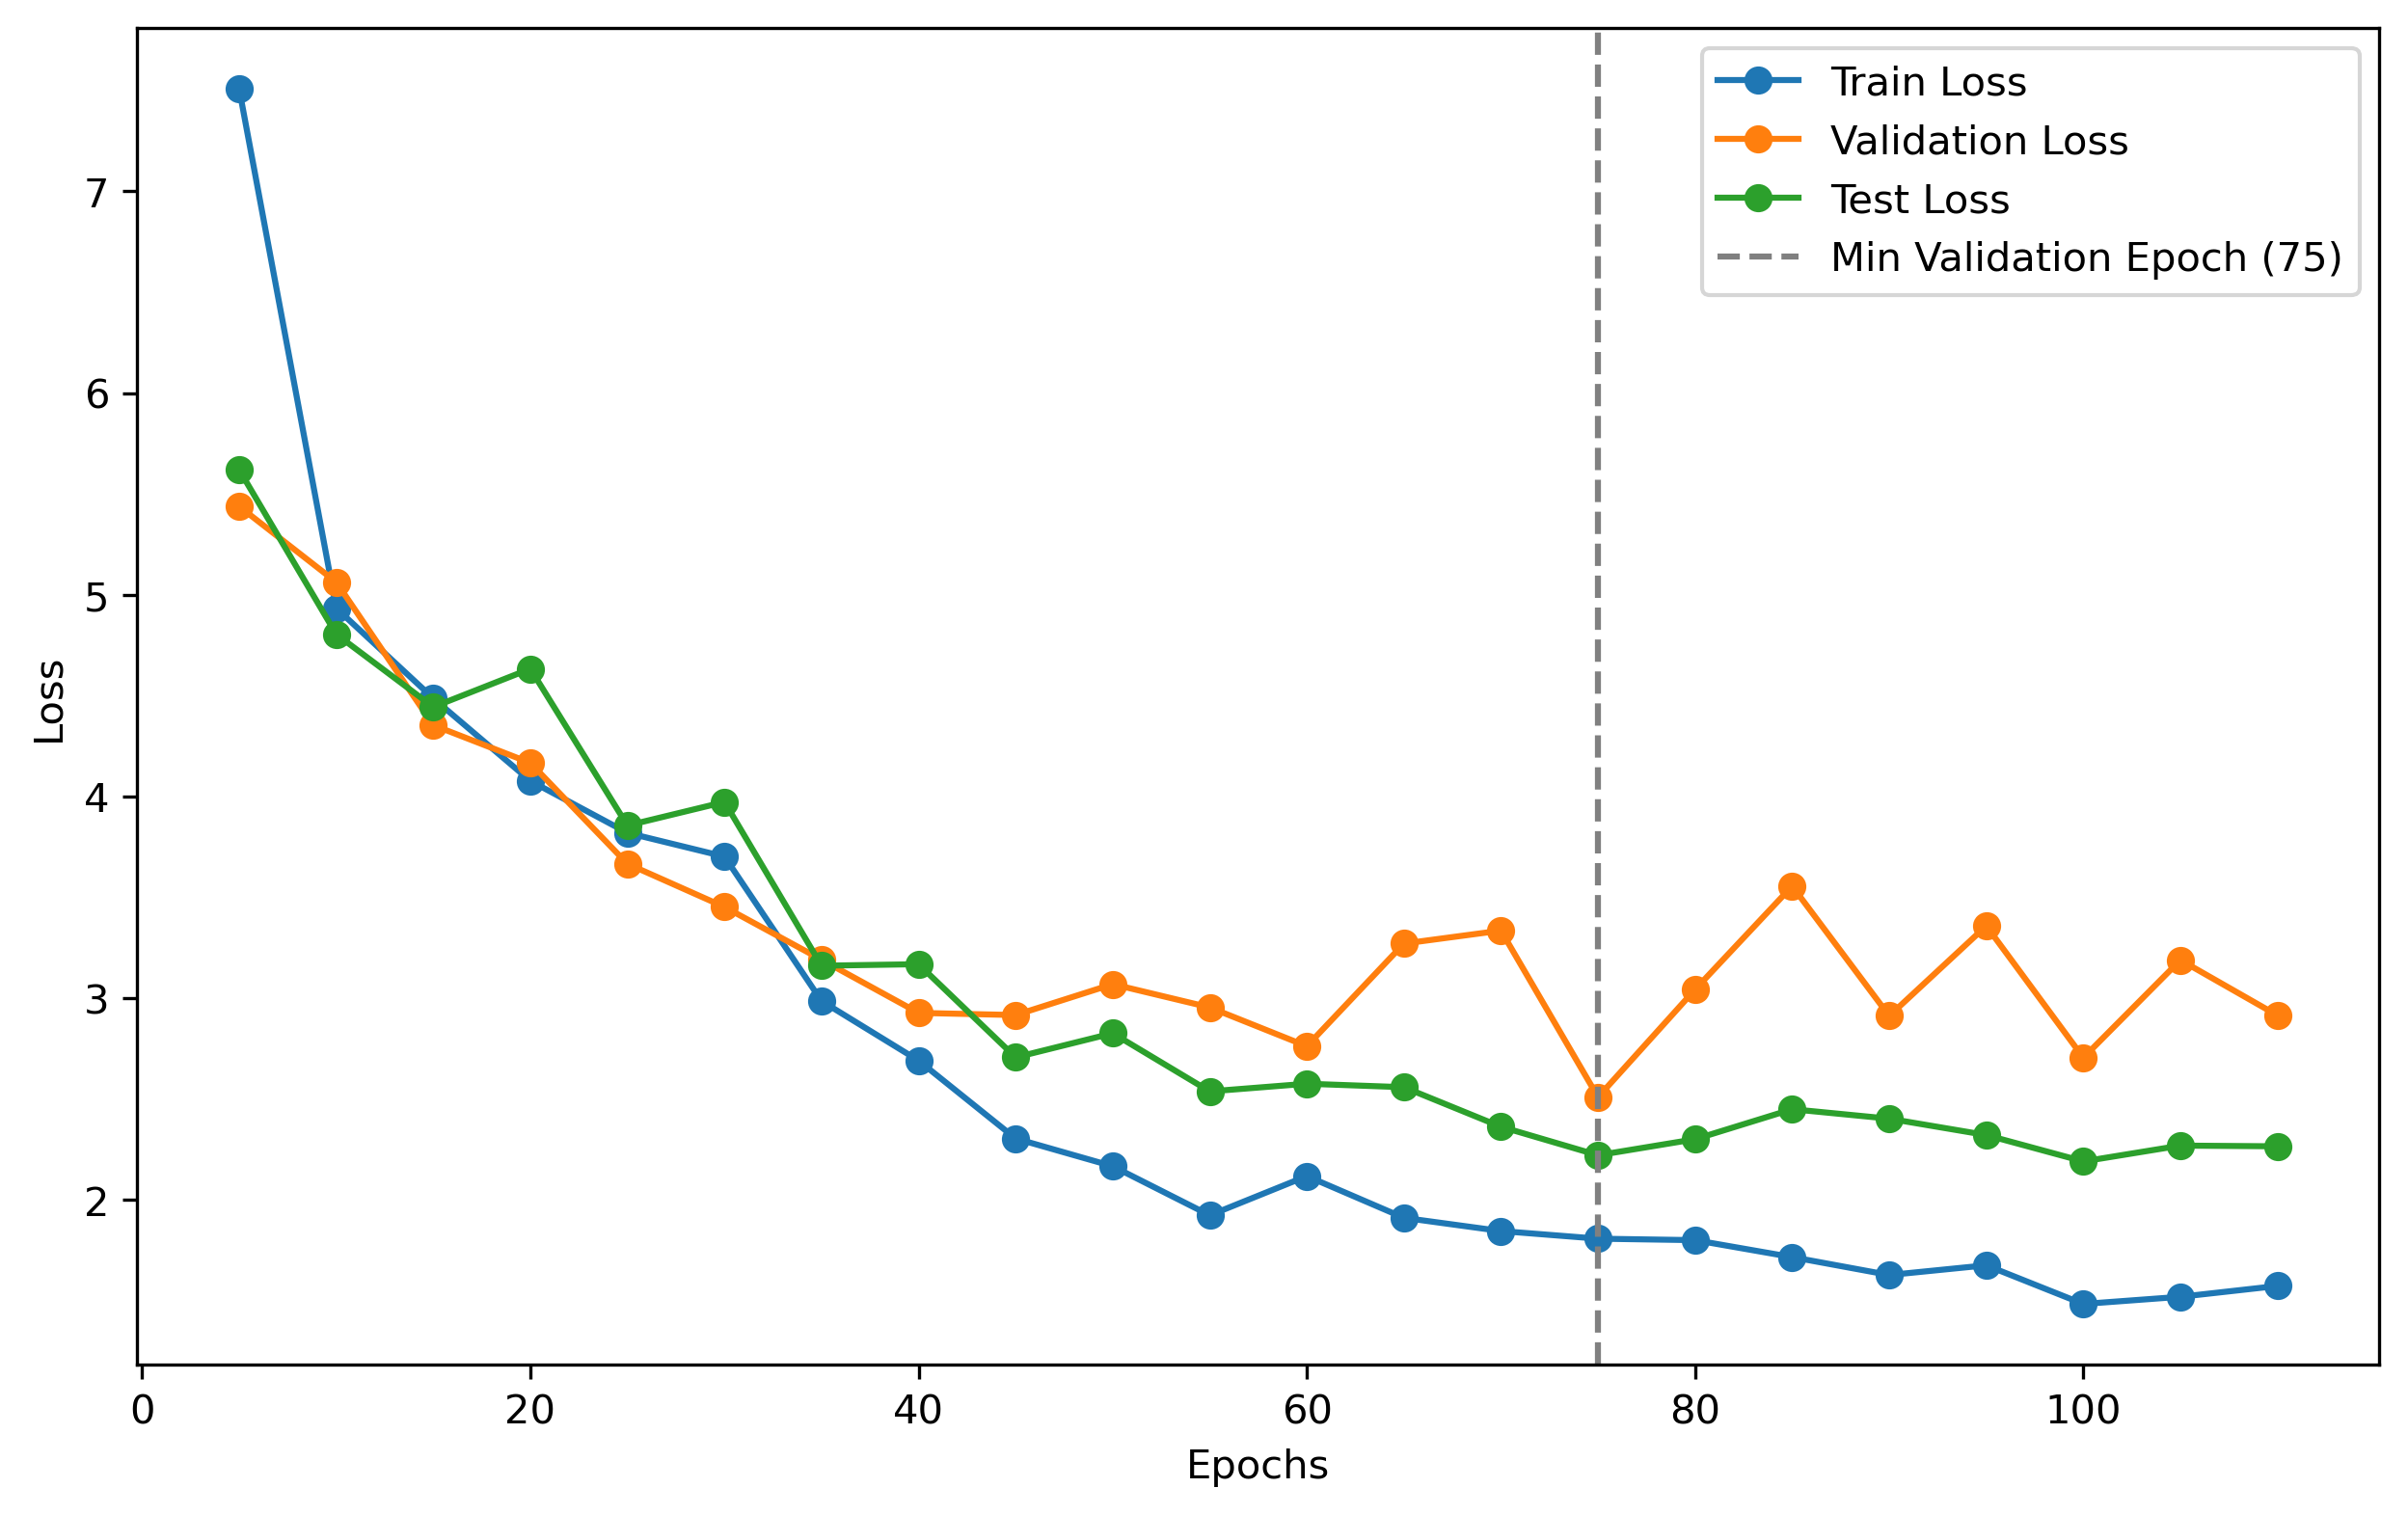 Train Loss
Validation Loss
Test Loss
Min Validation Epoch (75)
7
6
5
4
3
2
Loss
0 20 40 60 80 100
Epochs